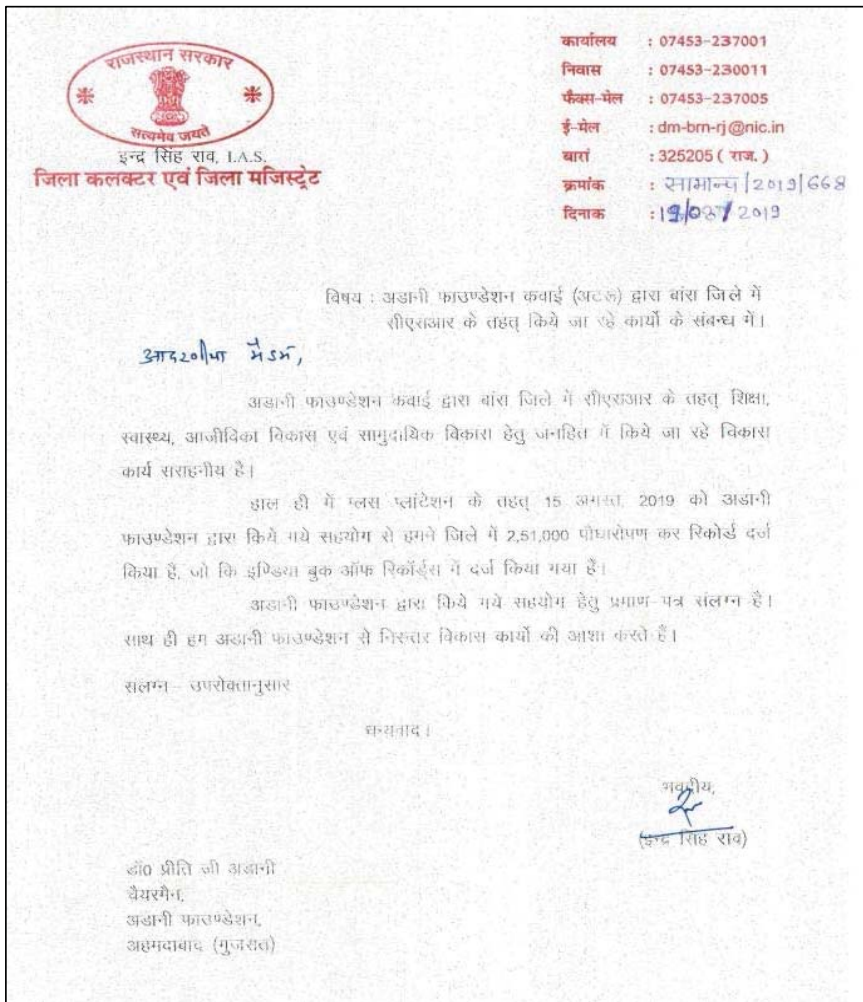 राजस्थान सरकार
सत्यमेव जयते
इन्द्र सिंह राव, I.A.S.
जिला कलक्टर एवं जिला मजिस्ट्रेट
कार्यालय : 07453-237001
निवास : 07453-230011
फैक्स-मेल : 07453-237005
ई-मेल : dm-brn-rj@nic.in
बारां : 325205 ( राज. )
क्रमांक : सामान्य/2019/668
दिनांक : 19/08/2019
विषय : अडानी फाउण्डेशन कवाई (अटरू) द्वारा बांरा जिले में
सीएसआर के तहत् किये जा रहे कार्यो के संबन्ध में।
आदरणीया मैडम,
अडानी फाउण्डेशन कवाई द्वारा बांरा जिले में सीएसआर के तहत् शिक्षा,
स्वास्थ्य, आजीविका विकास एवं सामुदायिक विकास हेतु जनहित में किये जा रहे विकास
कार्य सराहनीय है।
हाल ही में प्लस प्लांटेशन के तहत् 15 अगस्त, 2019 को अडानी
फाउण्डेशन द्वारा किये गये सहयोग से हमने जिले में 2,51,000 पौधारोपण कर रिकोर्ड दर्ज
किया है, जो कि इण्डिया बुक ऑफ रिकॉर्ड्स में दर्ज किया गया हैं।
अडानी फाउण्डेशन द्वारा किये गये सहयोग हेतु प्रमाण-पत्र संलग्न है।
साथ ही हम अडानी फाउण्डेशन से निरन्तर विकास कार्यो की आशा करते हैं।
संलग्न– उपरोक्तानुसार
धन्यवाद।
भवदीय,
(इन्द्र सिंह राव)
डॉ0 प्रीति जी अडानी
चैयरमैन,
अडानी फाउण्डेशन,
अहमदाबाद (गुजरात)